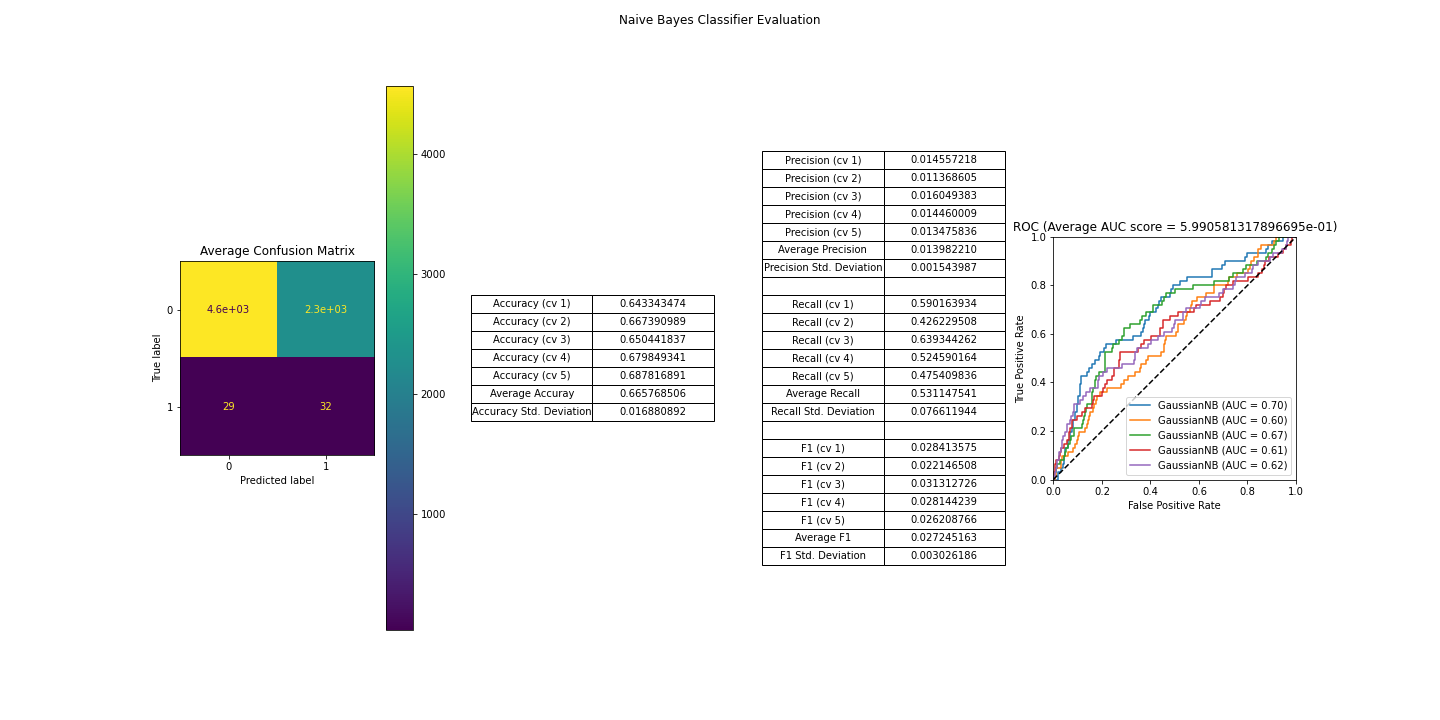 Naive Bayes Classifier Evaluation
Average Confusion Matrix
True label
0
1
4.6e+03
2.3e+03
29
32
0
1
Predicted label
4000
3000
2000
1000
Accuracy (cv 1) 0.643343474
Accuracy (cv 2) 0.667390989
Accuracy (cv 3) 0.650441837
Accuracy (cv 4) 0.679849341
Accuracy (cv 5) 0.687816891
Average Accuray 0.665768506
Accuracy Std. Deviation 0.016880892
Precision (cv 1) 0.014557218
Precision (cv 2) 0.011368605
Precision (cv 3) 0.016049383
Precision (cv 4) 0.014460009
Precision (cv 5) 0.013475836
Average Precision 0.013982210
Precision Std. Deviation 0.001543987
Recall (cv 1) 0.590163934
Recall (cv 2) 0.426229508
Recall (cv 3) 0.639344262
Recall (cv 4) 0.524590164
Recall (cv 5) 0.475409836
Average Recall 0.531147541
Recall Std. Deviation 0.076611944
F1 (cv 1) 0.028413575
F1 (cv 2) 0.022146508
F1 (cv 3) 0.031312726
F1 (cv 4) 0.028144239
F1 (cv 5) 0.026208766
Average F1 0.027245163
F1 Std. Deviation 0.003026186
ROC (Average AUC score = 5.990581317896695e-01)
True Positive Rate
1.0
0.8
0.6
0.4
0.2
0.0
GaussianNB (AUC = 0.70)
GaussianNB (AUC = 0.60)
GaussianNB (AUC = 0.67)
GaussianNB (AUC = 0.61)
GaussianNB (AUC = 0.62)
0.0 0.2 0.4 0.6 0.8 1.0
False Positive Rate